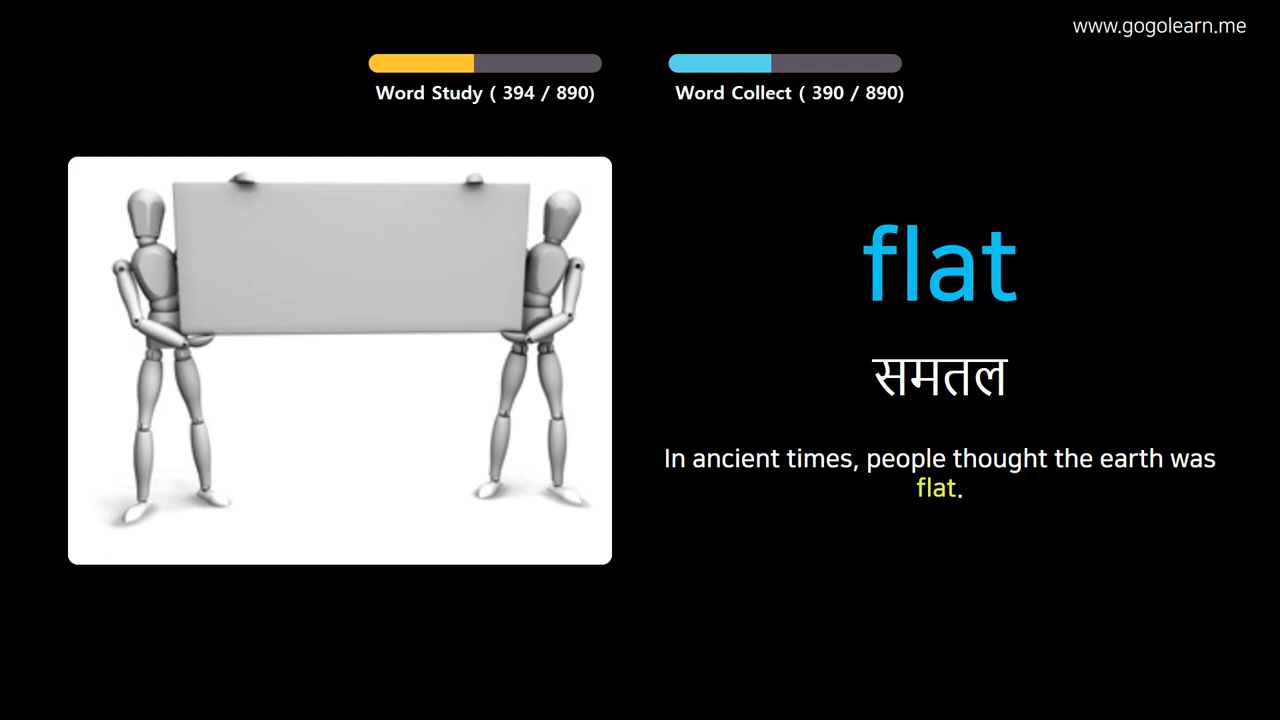 www.gogolearn.me
Word Study ( 394 / 890)
Word Collect ( 390 / 890)
flat
समतल
In ancient times, people thought the earth was
flat.